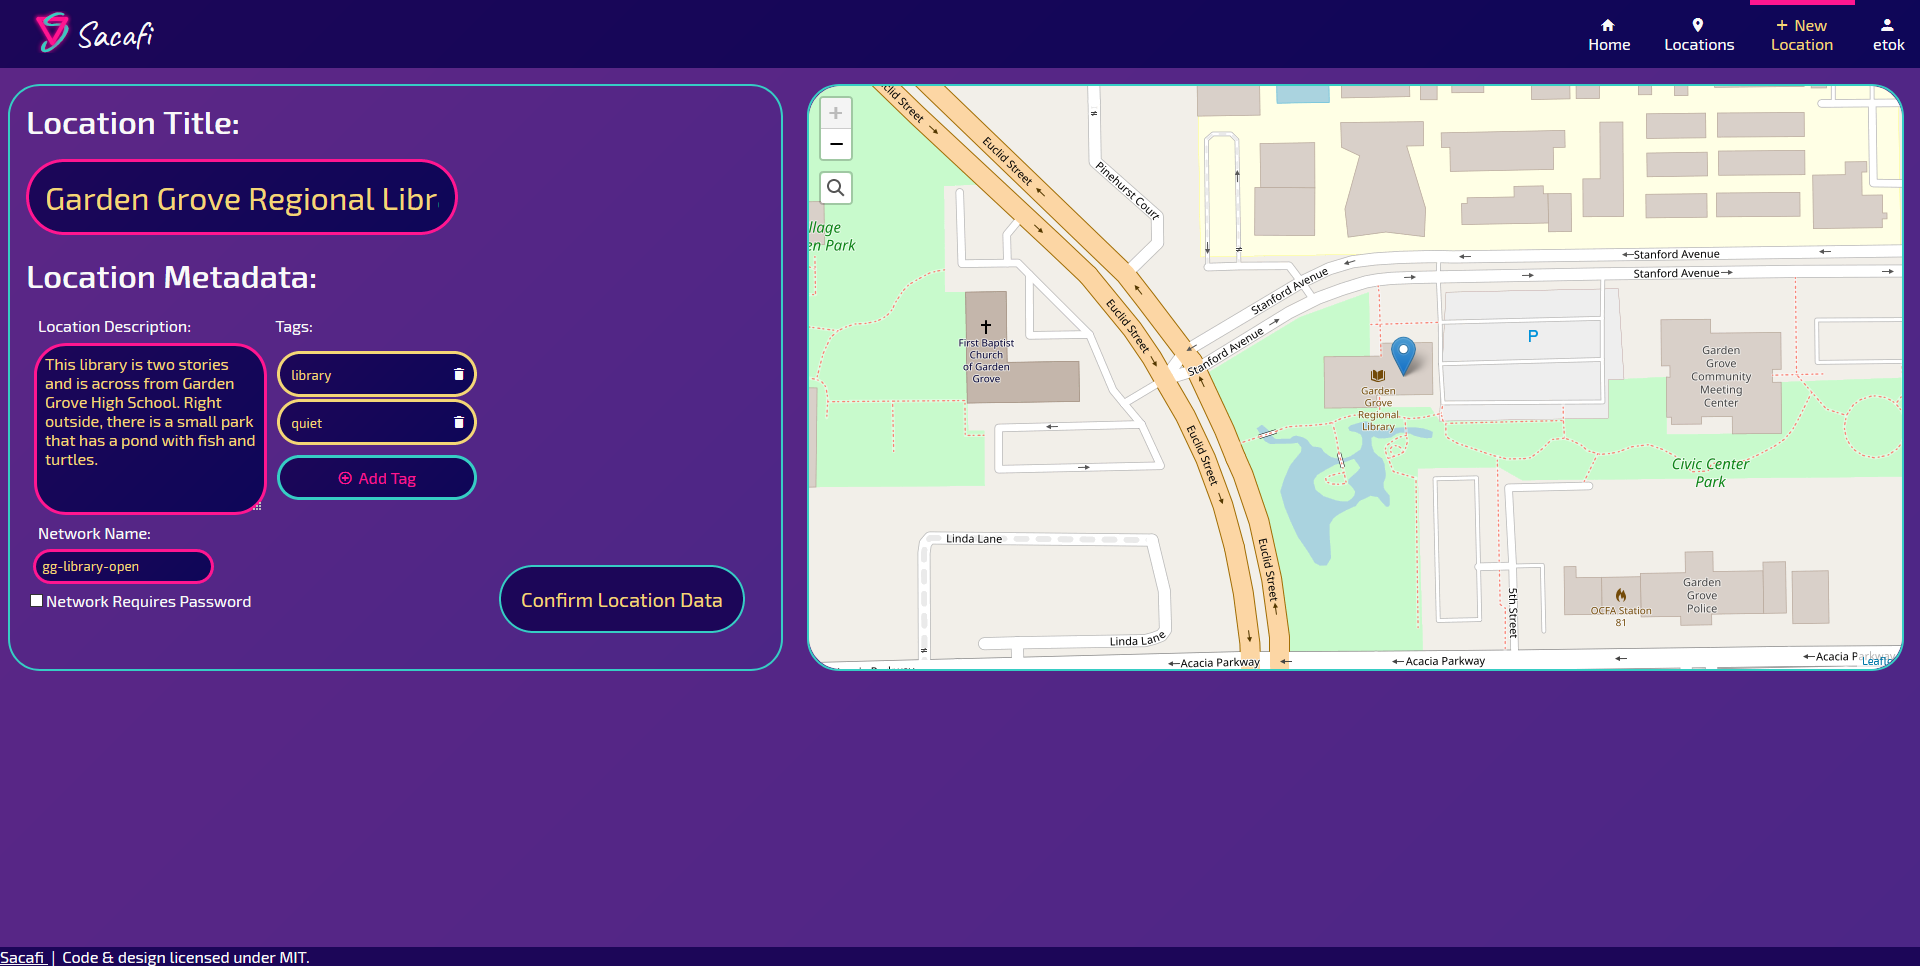 Sacafi
Home
Locations
+ New
Location
etok
Location Title:
Garden Grove Regional Libr
Location Metadata:
Location Description:
This library is two stories
and is across from Garden
Grove High School. Right
outside, there is a small park
that has a pond with fish and
turtles.
Tags:
library
quiet
Add Tag
Network Name:
gg-library-open
Network Requires Password
Confirm Location Data
+
−
Euclid Street
Euclid Street
Pinehurst Court
llage
en Park
Stanford Avenue
Stanford Avenue
Stanford Avenue
Stanford Avenue
Euclid Street
First Baptist
Church
of Garden
Grove
P
Garden
Grove
Regional
Library
Garden
Grove
Community
Meeting
Center
Euclid Street
Civic Center
Park
Linda Lane
Euclid Street
5th Street
OCFA Station
81
Garden
Grove
Police
Linda Lane
Acacia Parkway
Acacia Parkway
Acacia Parkway
Acacia Parkway
Leafle
Sacafi | Code & design licensed under MIT.